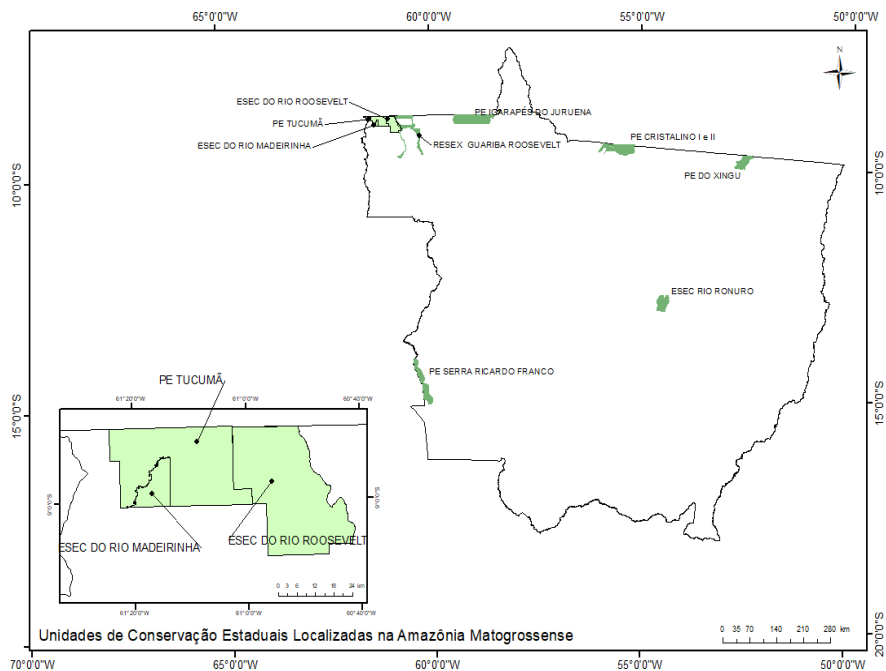 65°0'0"W
60°0'0"W
55°0'0"W
50°0'0"W
N
ESEC DO RIO ROOSEVELT
PE IGARAPÉS DO JURUENA
PE TUCUMÃ
PE CRISTALINO I e II
ESEC DO RIO MADEIRINHA
RESEX GUARIBA ROOSEVELT
PE DO XINGU
10°0'0"S
10°0'0"S
ESEC RIO RONURO
PE SERRA RICARDO FRANCO
PE TUCUMÃ
61°20'0"W
61°0'0"W
60°40'0"W
15°0'0"S
15°0'0"S
9°0'0"S
9°0'0"S
ESEC DO RIO MADEIRINHA
ESEC DO RIO ROOSEVELT
0 3 6 12 18 24 km
61°20'0"W
61°0'0"W
60°40'0"W
Unidades de Conservação Estaduais Localizadas na Amazônia Matogrossense
0 35 70 140 210 280 km
20°0'0"S
70°0'0"W
65°0'0"W
60°0'0"W
55°0'0"W
50°0'0"W